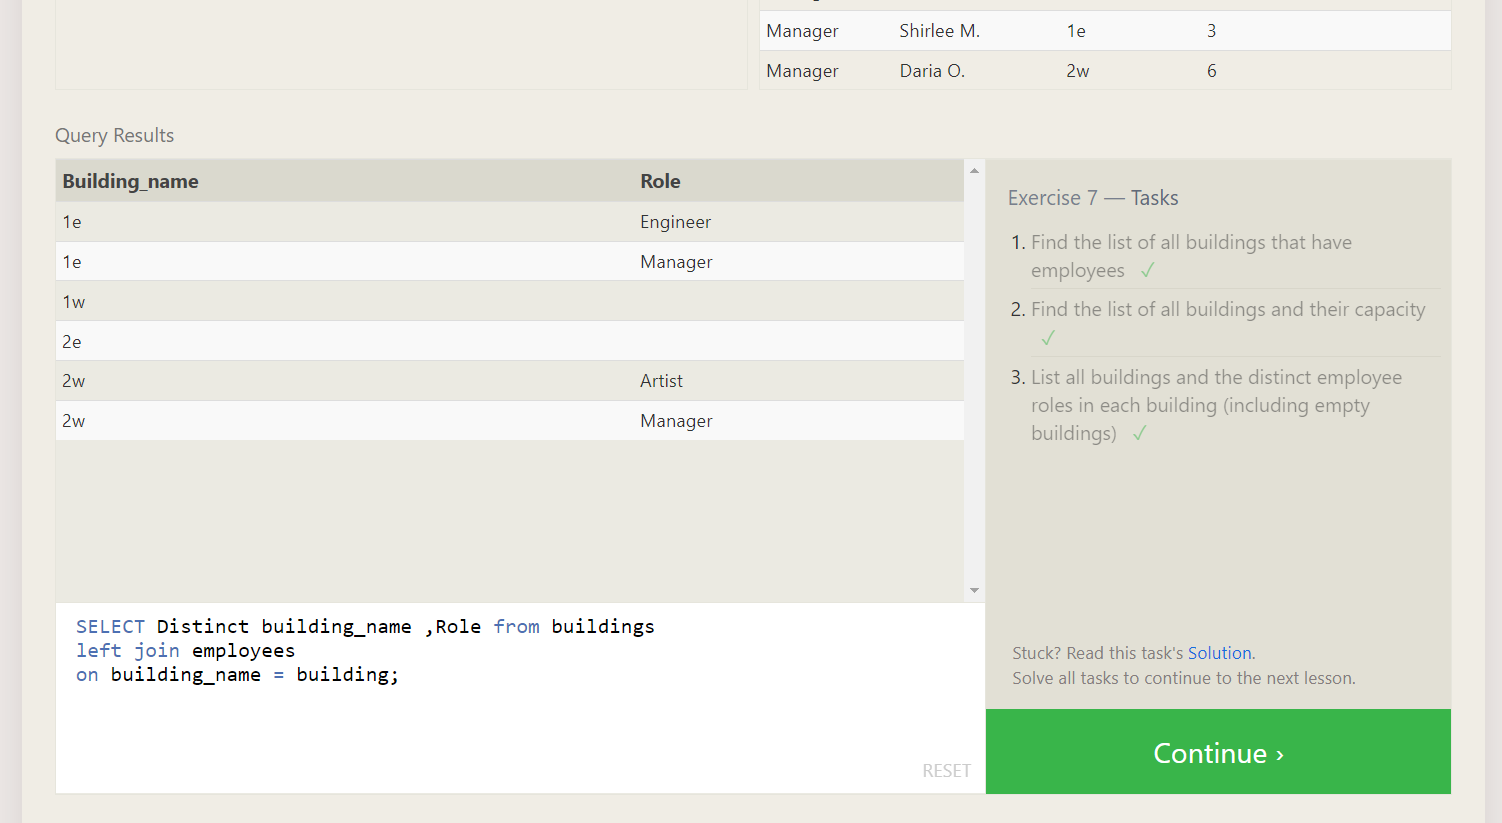 Manager Shirlee M. 1e 3
Manager Daria O. 2w 6
Query Results
Building_name Role
1e Engineer
1e Manager
1w
2e
2w Artist
2w Manager
SELECT Distinct building_name ,Role from buildings
left join employees
on building_name = building;
RESET
Exercise 7 — Tasks
1. Find the list of all buildings that have
employees ✓
2. Find the list of all buildings and their capacity
✓
3. List all buildings and the distinct employee
roles in each building (including empty
buildings) ✓
Stuck? Read this task's Solution.
Solve all tasks to continue to the next lesson.
Continue ›